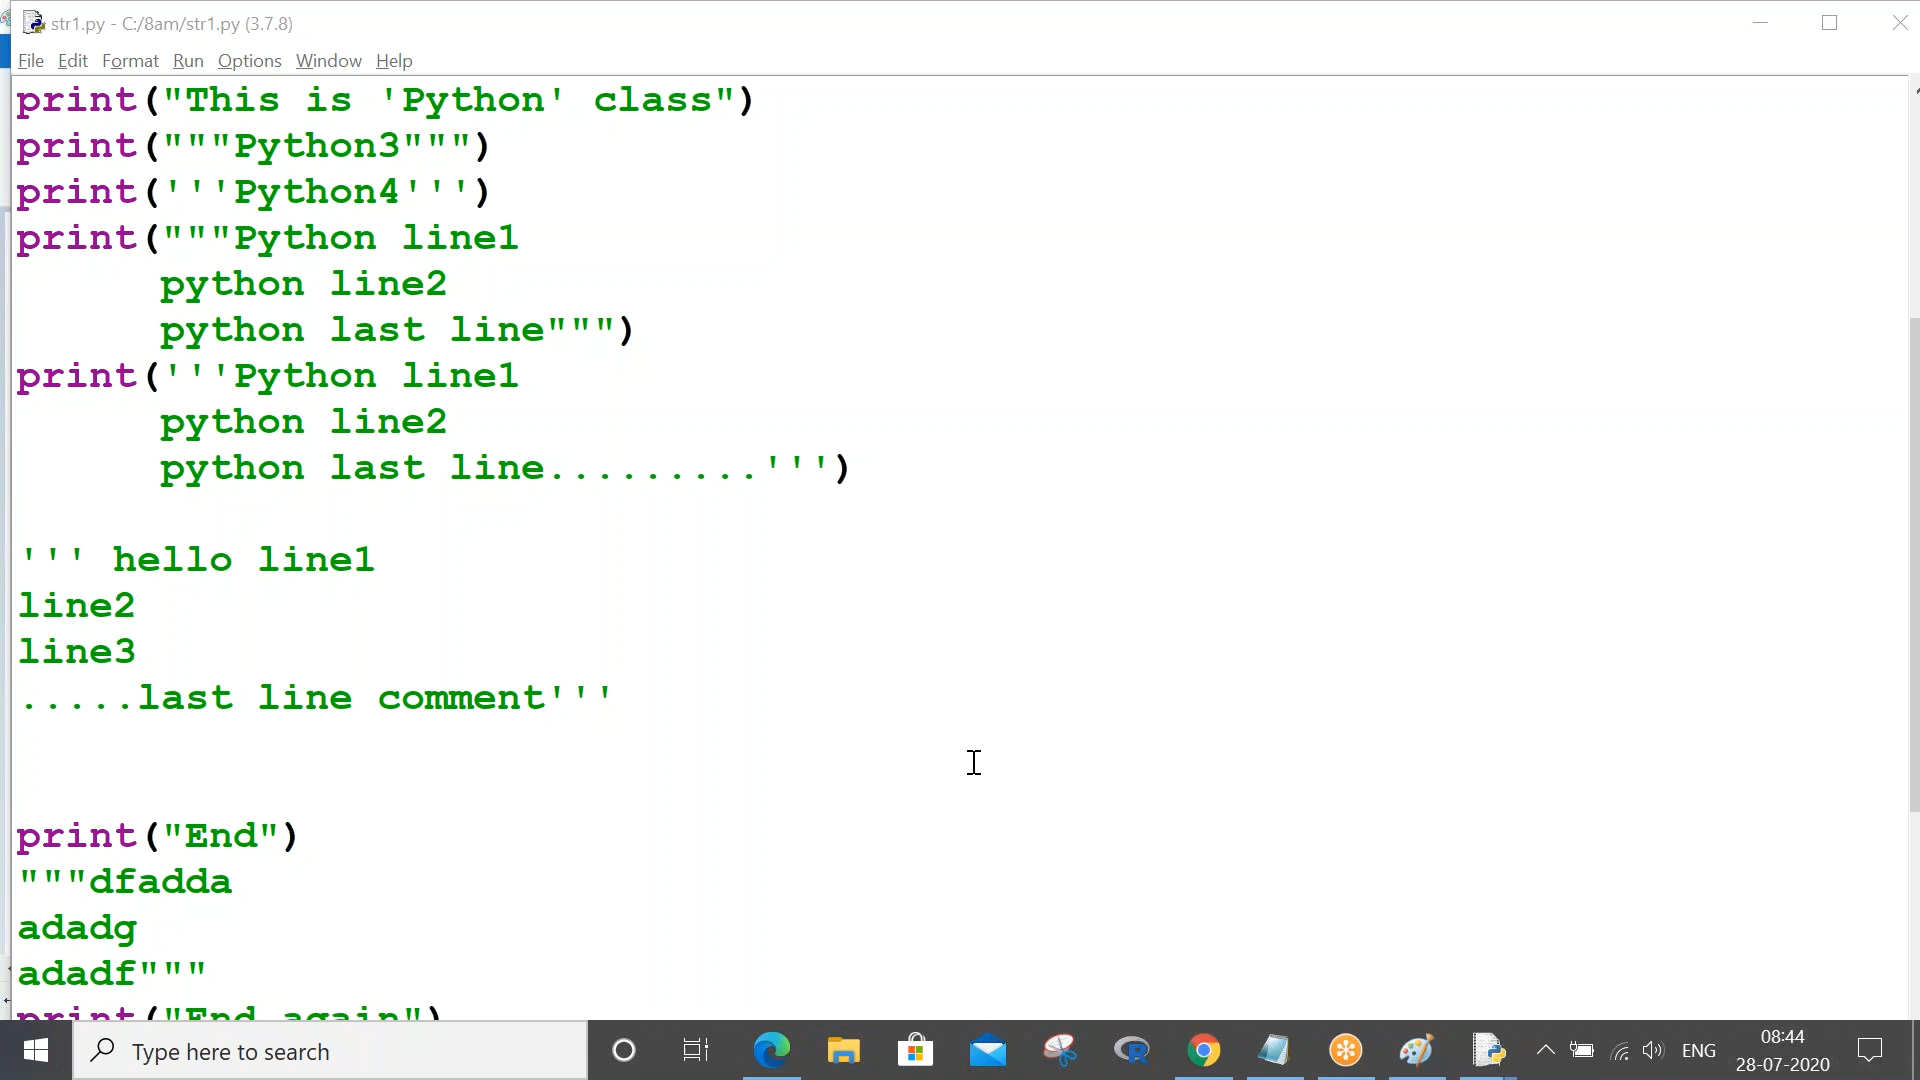 str1.py - C:/8am/str1.py (3.7.8)
File Edit Format Run Options Window Help
print("This is 'Python' class")
print("""Python3""")
print('''Python4''')
print("""Python line1
      python line2
      python last line""")
print('''Python line1
      python line2
      python last line.........''')
''' hello line1
line2
line3
.....last line comment'''
print("End")
"""dfadda
adadg
adadf"""
print("End again")
Type here to search
ENG
08:44
28-07-2020